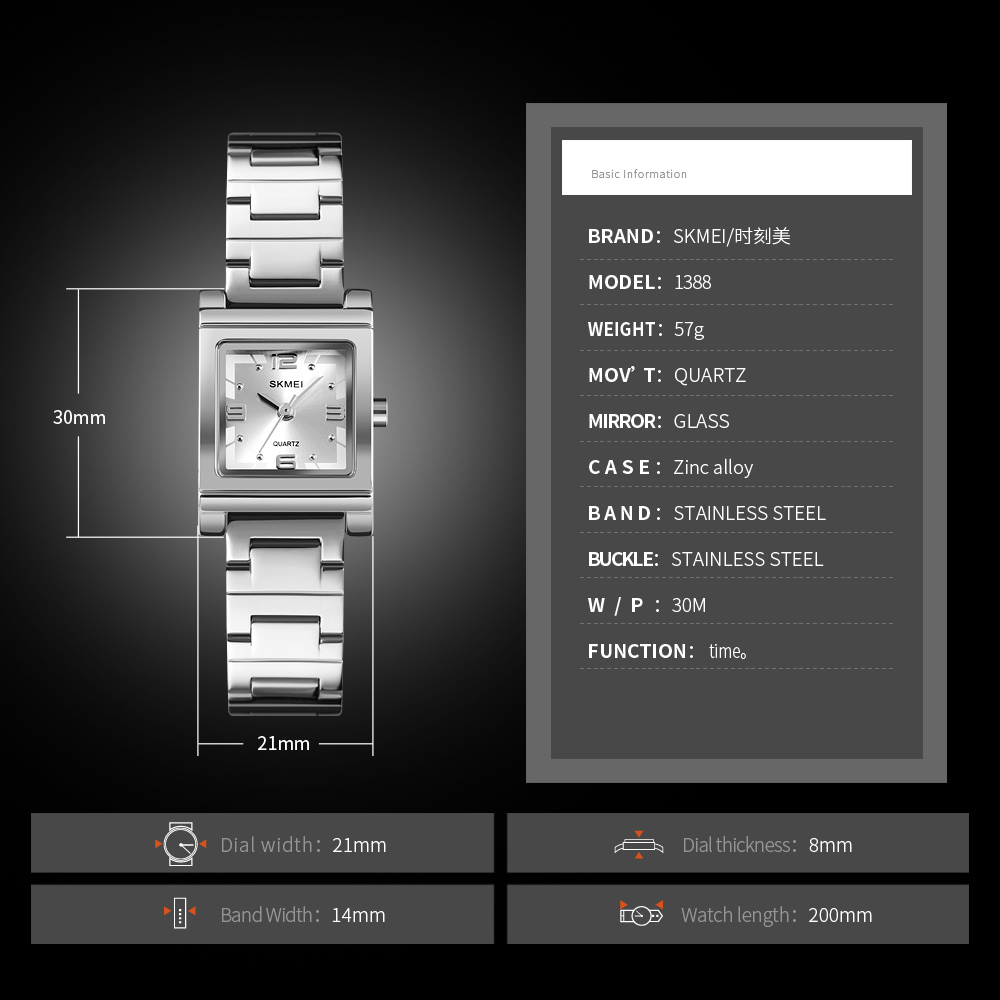 Basic Information
BRAND： SKMEI/时刻美
MODEL： 1388
WEIGHT： 57g
MOV’ T： QUARTZ
MIRROR： GLASS
CASE： Zinc alloy
BAND： STAINLESS STEEL
BUCKLE： STAINLESS STEEL
W / P ： 30M
FUNCTION： time。
12
SKMEI
9
3
QUARTZ
6
30mm
21mm
Dial width： 21mm
Dial thickness： 8mm
Band Width： 14mm
Watch length： 200mm